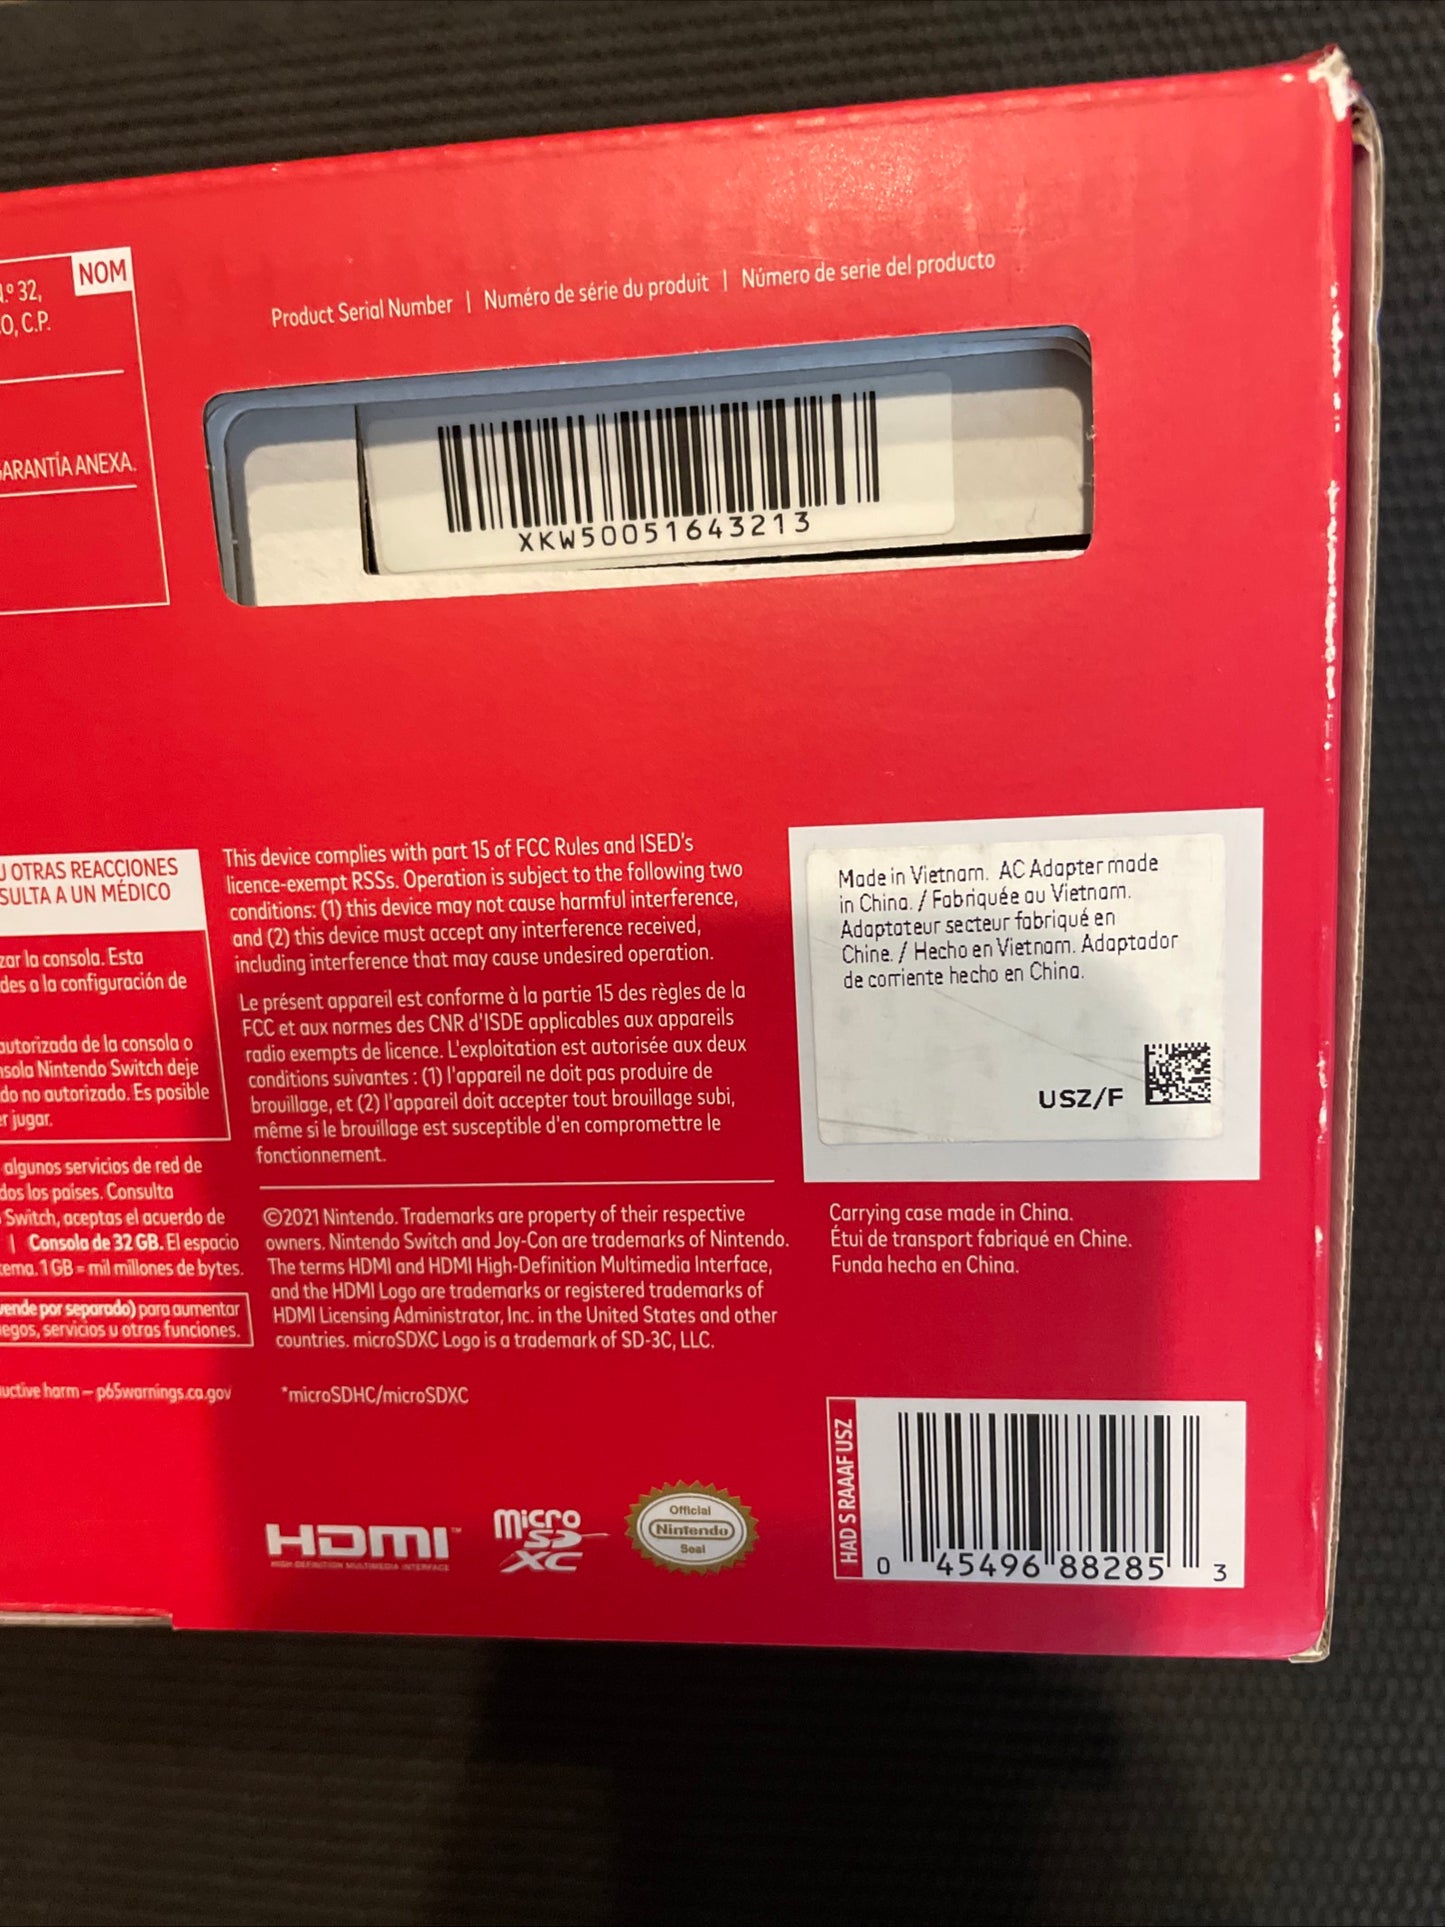 NOM
N.º 32,
O, C.P.
GARANTÍA ANEXA.
Product Serial Number | Numéro de série du produit | Número de serie del producto
XKW50051643213
U OTRAS REACCIONES
SULTA A UN MÉDICO
zar la consola. Esta
des a la configuración de
autorizada de la consola o
nsola Nintendo Switch deje
do no autorizado. Es posible
er jugar.
algunos servicios de red de
dos los países. Consulta
Switch, aceptas el acuerdo de
| Consola de 32 GB. El espacio
tema. 1 GB = mil millones de bytes.
vende por separado) para aumentar
egos, servicios u otras funciones.
uctive harm – p65warnings.ca.gov
This device complies with part 15 of FCC Rules and ISED's
licence-exempt RSSs. Operation is subject to the following two
conditions: (1) this device may not cause harmful interference,
and (2) this device must accept any interference received,
including interference that may cause undesired operation.
Le présent appareil est conforme à la partie 15 des règles de la
FCC et aux normes des CNR d'ISDE applicables aux appareils
radio exempts de licence. L'exploitation est autorisée aux deux
conditions suivantes : (1) l'appareil ne doit pas produire de
brouillage, et (2) l'appareil doit accepter tout brouillage subi,
même si le brouillage est susceptible d'en compromettre le
fonctionnement.
©2021 Nintendo. Trademarks are property of their respective
owners. Nintendo Switch and Joy-Con are trademarks of Nintendo.
The terms HDMI and HDMI High-Definition Multimedia Interface,
and the HDMI Logo are trademarks or registered trademarks of
HDMI Licensing Administrator, Inc. in the United States and other
countries. microSDXC Logo is a trademark of SD-3C, LLC.
*microSDHC/microSDXC
HDMI™
HIGH-DEFINITION MULTIMEDIA INTERFACE
micro
SD
XC
Official
Nintendo
Seal
Made in Vietnam. AC Adapter made
in China. / Fabriquée au Vietnam.
Adaptateur secteur fabriqué en
Chine. / Hecho en Vietnam. Adaptador
de corriente hecho en China.
USZ/F
Carrying case made in China.
Étui de transport fabriqué en Chine.
Funda hecha en China.
HAD S RAAAF USZ
0 45496 88285 3